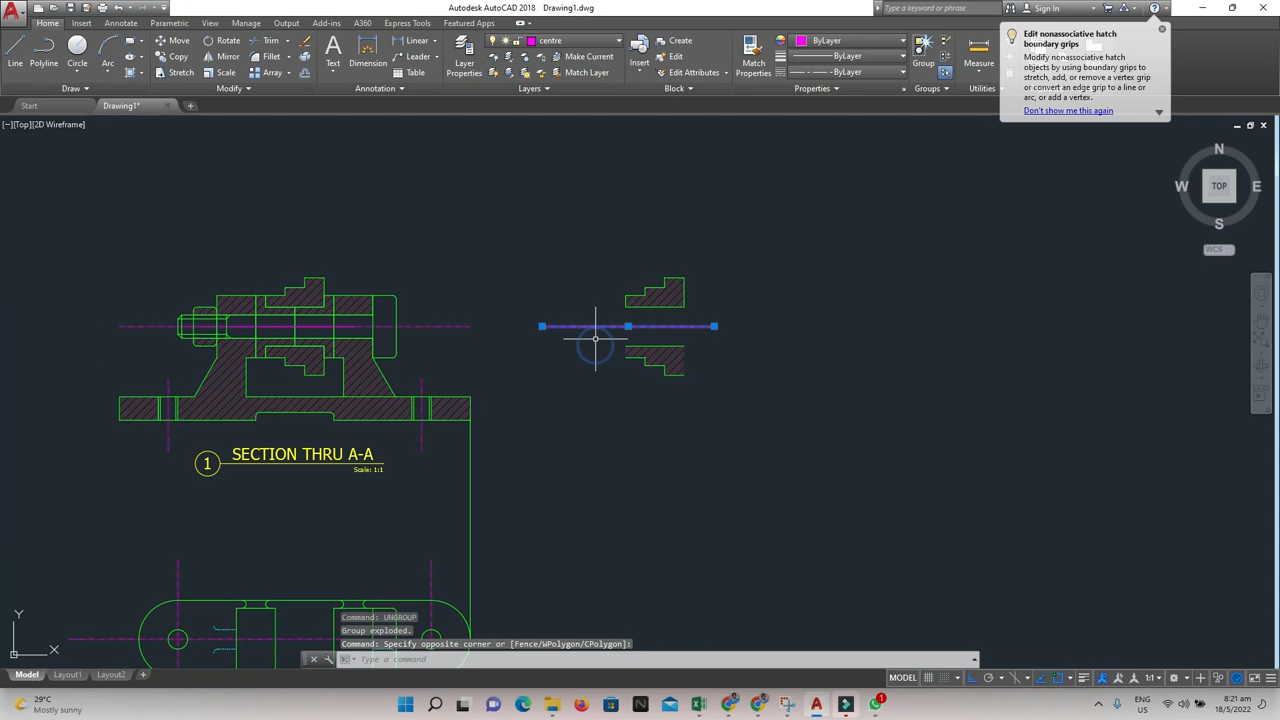 Autodesk AutoCAD 2018 Drawing1.dwg
Type a keyword or phrase
Sign In
Home Insert Annotate Parametric View Manage Output Add-ins A360 Express Tools Featured Apps
Line
Polyline
Circle
Arc
Draw
Move
Rotate
Trim
Copy
Mirror
Fillet
Stretch
Scale
Array
Modify
Text
Dimension
Linear
Leader
Table
Annotation
Layer
Properties
centre
Make Current
Match Layer
Layers
Insert
Create
Edit
Edit Attributes
Block
Match
Properties
ByLayer
ByLayer
ByLayer
Properties
Group
Groups
Measure
Utilities
Edit nonassociative hatch
boundary grips
Modify nonassociative hatch
objects by using boundary grips to
stretch, add, or remove a vertex grip
or convert an edge grip to a line or
arc, or add a vertex.
Don't show me this again
Start
Drawing1*
[−][Top][2D Wireframe]
N
W
TOP
E
S
WCS
1
SECTION THRU A-A
Scale: 1:1
Y
X
Command: UNGROUP
Group exploded.
Command: Specify opposite corner or [Fence/WPolygon/CPolygon]:
Type a command
Model
Layout1
Layout2
MODEL
1:1
29°C
Mostly sunny
1
ENG
US
8:21 am
18/5/2022